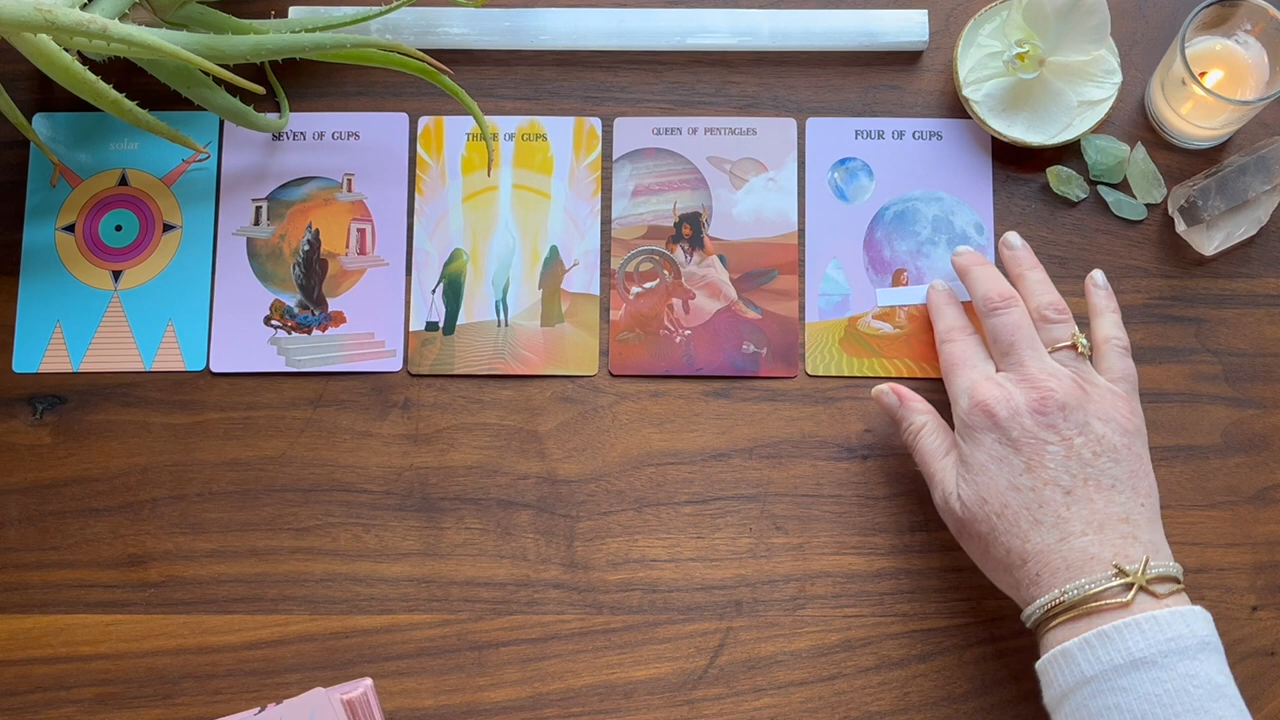 xolar
SEVEN OF CUPS
THREE OF CUPS
QUEEN OF PENTACLES
FOUR OF CUPS